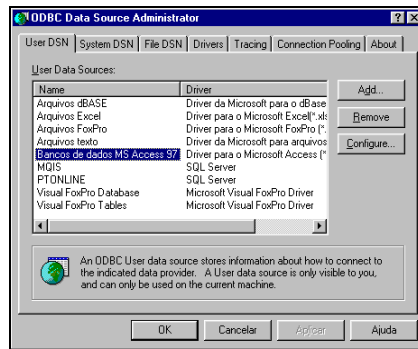 ODBC Data Source Administrator
User DSN System DSN File DSN Drivers Tracing Connection Pooling About
User Data Sources:
Name Driver
Arquivos dBASE Driver da Microsoft para o dBase
Arquivos Excel Driver para o Microsoft Excel(*.xls
Arquivos FoxPro Driver para o Microsoft FoxPro (*.
Arquivos texto Driver da Microsoft para arquivos
Bancos de dados MS Access 97 Driver para o Microsoft Access (*
MQIS SQL Server
PTONLINE SQL Server
Visual FoxPro Database Microsoft Visual FoxPro Driver
Visual FoxPro Tables Microsoft Visual FoxPro Driver
Add...
Remove
Configure...
An ODBC User data source stores information about how to connect to
the indicated data provider. A User data source is only visible to you,
and can only be used on the current machine.
OK Cancelar Aplicar Ajuda